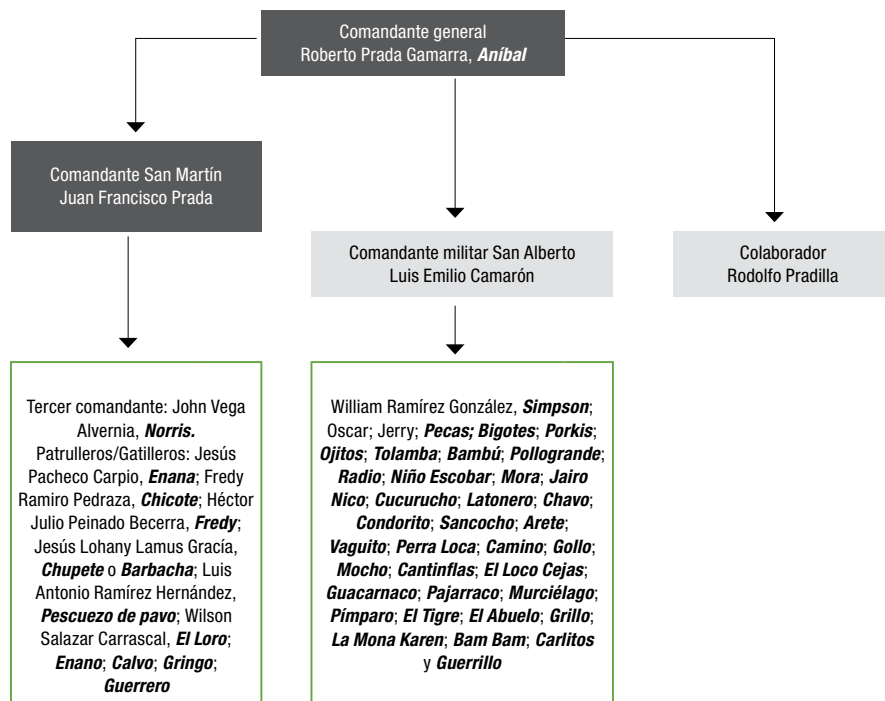 Comandante general
Roberto Prada Gamarra, Aníbal
Comandante San Martín
Juan Francisco Prada
Comandante militar San Alberto
Luis Emilio Camarón
Colaborador
Rodolfo Pradilla
Tercer comandante: John Vega
Alvernia, Norris.
Patrulleros/Gatilleros: Jesús
Pacheco Carpio, Enana; Fredy
Ramiro Pedraza, Chicote; Héctor
Julio Peinado Becerra, Fredy;
Jesús Lohany Lamus Gracía,
Chupete o Barbacha; Luis
Antonio Ramírez Hernández,
Pescuezo de pavo; Wilson
Salazar Carrascal, El Loro;
Enano; Calvo; Gringo;
Guerrero
William Ramírez González, Simpson;
Oscar; Jerry; Pecas; Bigotes; Porkis;
Ojitos; Tolamba; Bambú; Pollogrande;
Radio; Niño Escobar; Mora; Jairo
Nico; Cucurucho; Latonero; Chavo;
Condorito; Sancocho; Arete;
Vaguito; Perra Loca; Camino; Gollo;
Mocho; Cantinflas; El Loco Cejas;
Guacarnaco; Pajarraco; Murciélago;
Pímparo; El Tigre; El Abuelo; Grillo;
La Mona Karen; Bam Bam; Carlitos
y Guerrillo